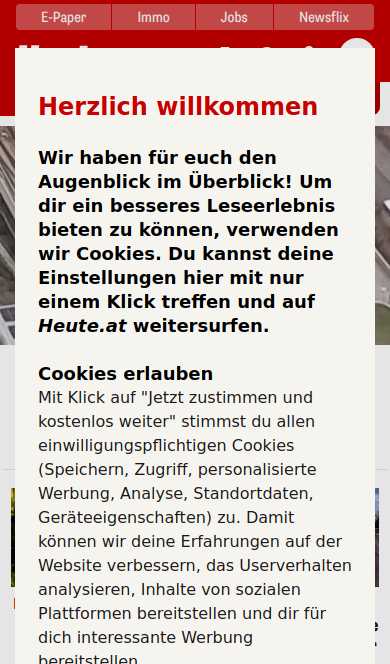 E-Paper
Immo
Jobs
Newsflix
Herzlich willkommen
Wir haben für euch den
Augenblick im Überblick! Um
dir ein besseres Leseerlebnis
bieten zu können, verwenden
wir Cookies. Du kannst deine
Einstellungen hier mit nur
einem Klick treffen und auf
Heute.at weitersurfen.
Cookies erlauben
Mit Klick auf "Jetzt zustimmen und
kostenlos weiter" stimmst du allen
einwilligungspflichtigen Cookies
(Speichern, Zugriff, personalisierte
Werbung, Analyse, Standortdaten,
Geräteeigenschaften) zu. Damit
können wir deine Erfahrungen auf der
Website verbessern, das Userverhalten
analysieren, Inhalte von sozialen
Plattformen bereitstellen und dir für
dich interessante Werbung
bereitstellen